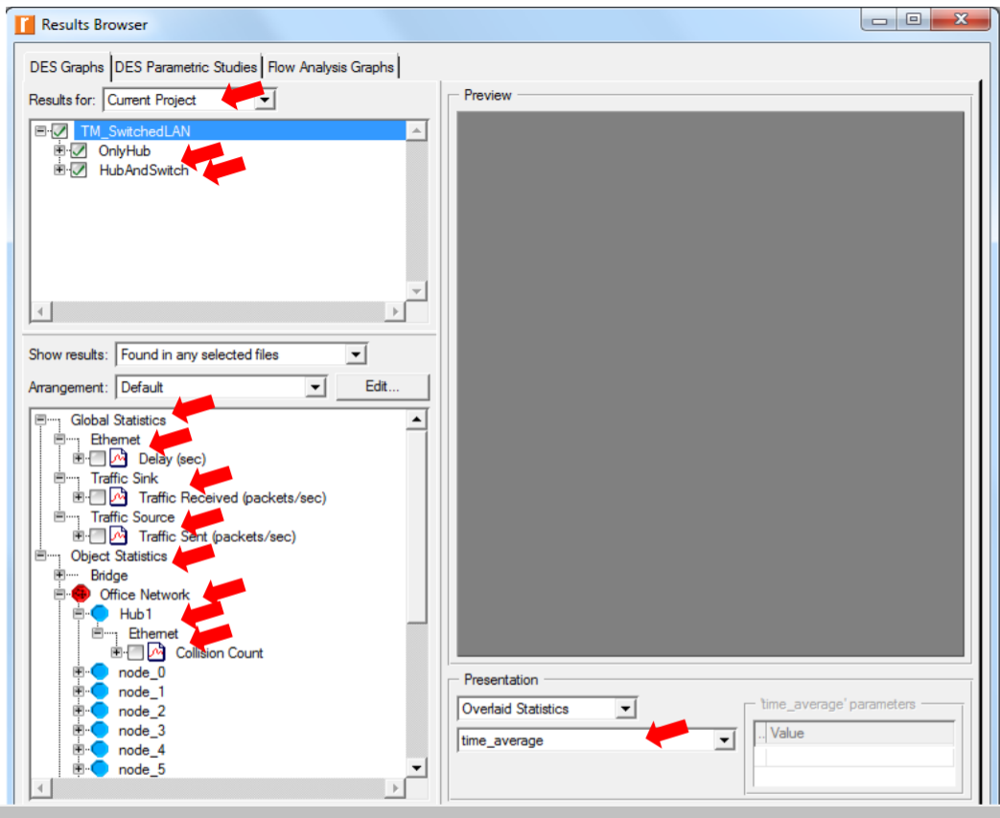 Results Browser
DES Graphs DES Parametric Studies Flow Analysis Graphs
Results for: Current Project
TM_SwitchedLAN
OnlyHub
HubAndSwitch
Show results: Found in any selected files
Arrangement: Default Edit...
Global Statistics
Ethernet
Delay (sec)
Traffic Sink
Traffic Received (packets/sec)
Traffic Source
Traffic Sent (packets/sec)
Object Statistics
Bridge
Office Network
Hub1
Ethernet
Collision Count
node_0
node_1
node_2
node_3
node_4
node_5
Preview
Presentation
Overlaid Statistics
time_average
'time_average' parameters
.. Value